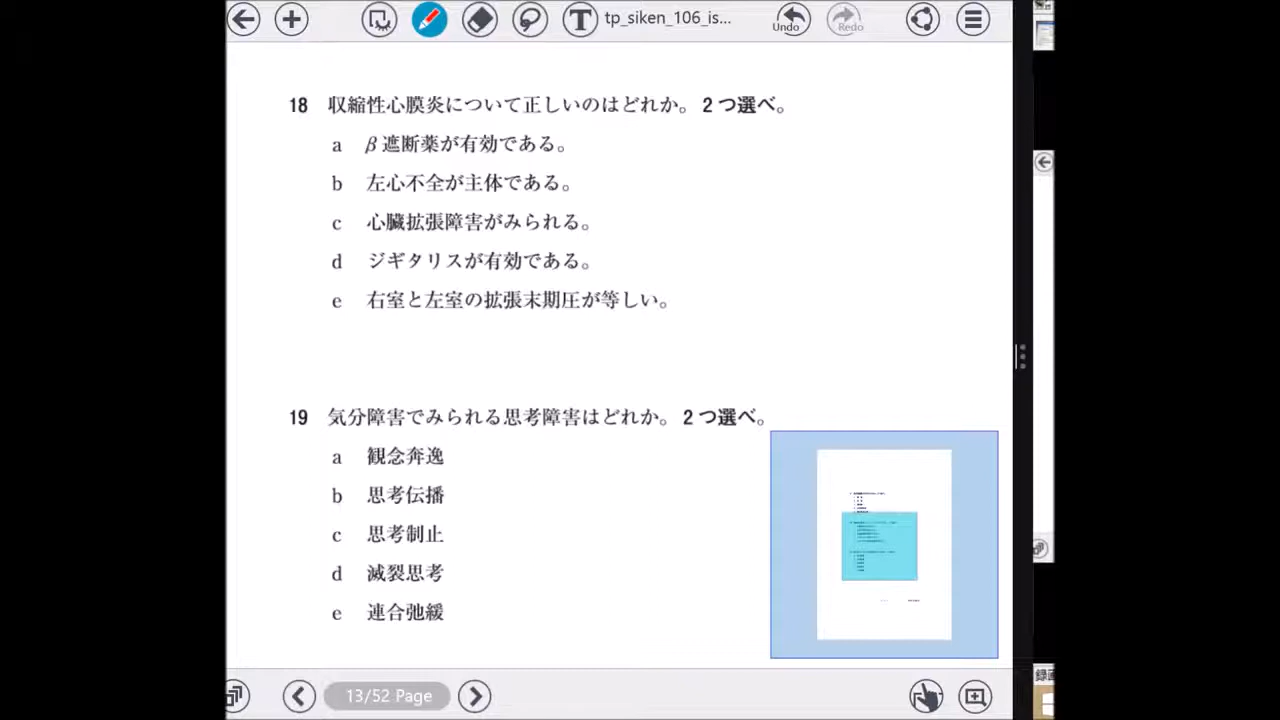 tp_siken_106_is...
Undo
Redo
18 収縮性心膜炎について正しいのはどれか。2つ選べ。
a β遮断薬が有効である。
b 左心不全が主体である。
c 心臓拡張障害がみられる。
d ジギタリスが有効である。
e 右室と左室の拡張末期圧が等しい。
19 気分障害でみられる思考障害はどれか。2つ選べ。
a 観念奔逸
b 思考伝播
c 思考制止
d 滅裂思考
e 連合弛緩
13/52 Page